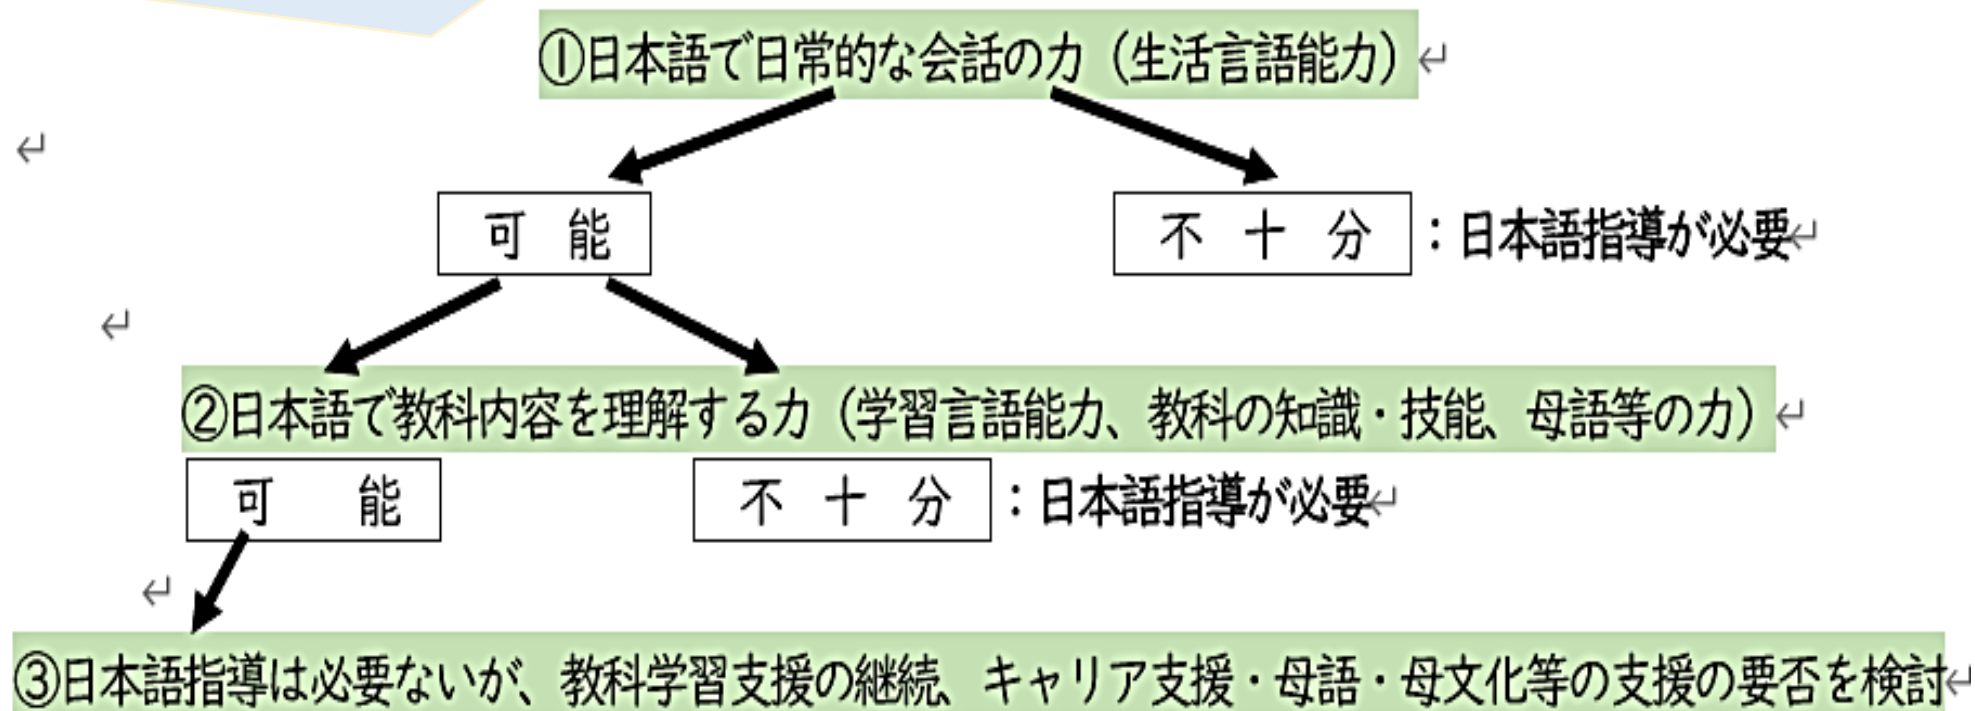 ①日本語で日常的な会話の力（生活言語能力）
可 能
不 十 分 ：日本語指導が必要
②日本語で教科内容を理解する力（学習言語能力、教科の知識・技能、母語等の力）
可 能
不 十 分 ：日本語指導が必要
③日本語指導は必要ないが、教科学習支援の継続、キャリア支援・母語・母文化等の支援の要否を検討